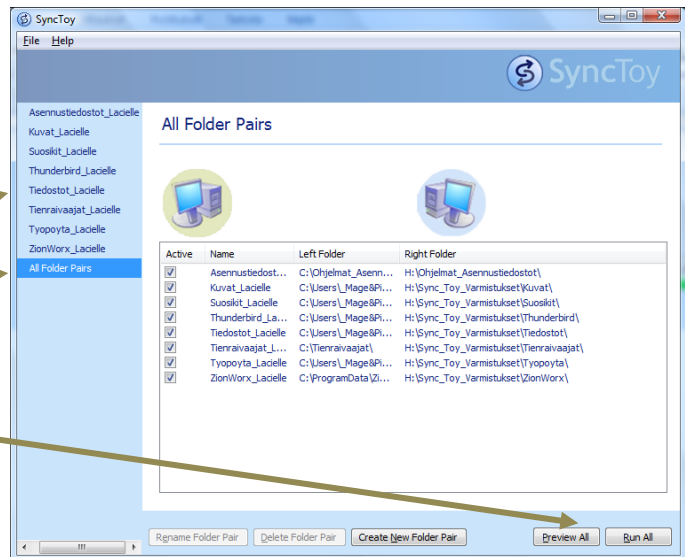 SyncToy
File Help
SyncToy
Asennustiedostot_Lacielle
Kuvat_Lacielle
Suosikit_Lacielle
Thunderbird_Lacielle
Tiedostot_Lacielle
Tienraivaajat_Lacielle
Tyopoyta_Lacielle
ZionWorx_Lacielle
All Folder Pairs
All Folder Pairs
Active Name Left Folder Right Folder
Asennustiedost... C:\Ohjelmat_Asenn... H:\Ohjelmat_Asennustiedostot\
Kuvat_Lacielle C:\Users\_Mage&Pi... H:\Sync_Toy_Varmistukset\Kuvat\
Suosikit_Lacielle C:\Users\_Mage&Pi... H:\Sync_Toy_Varmistukset\Suosikit\
Thunderbird_La... C:\Users\_Mage&Pi... H:\Sync_Toy_Varmistukset\Thunderbird\
Tiedostot_Lacielle C:\Users\_Mage&Pi... H:\Sync_Toy_Varmistukset\Tiedostot\
Tienraivaajat_L... C:\Tienraivaajat\ H:\Sync_Toy_Varmistukset\Tienraivaajat\
Tyopoyta_Lacielle C:\Users\_Mage&Pi... H:\Sync_Toy_Varmistukset\Tyopoyta\
ZionWorx_Lacielle C:\ProgramData\Zi... H:\Sync_Toy_Varmistukset\ZionWorx\
Rename Folder Pair Delete Folder Pair Create New Folder Pair Preview All Run All